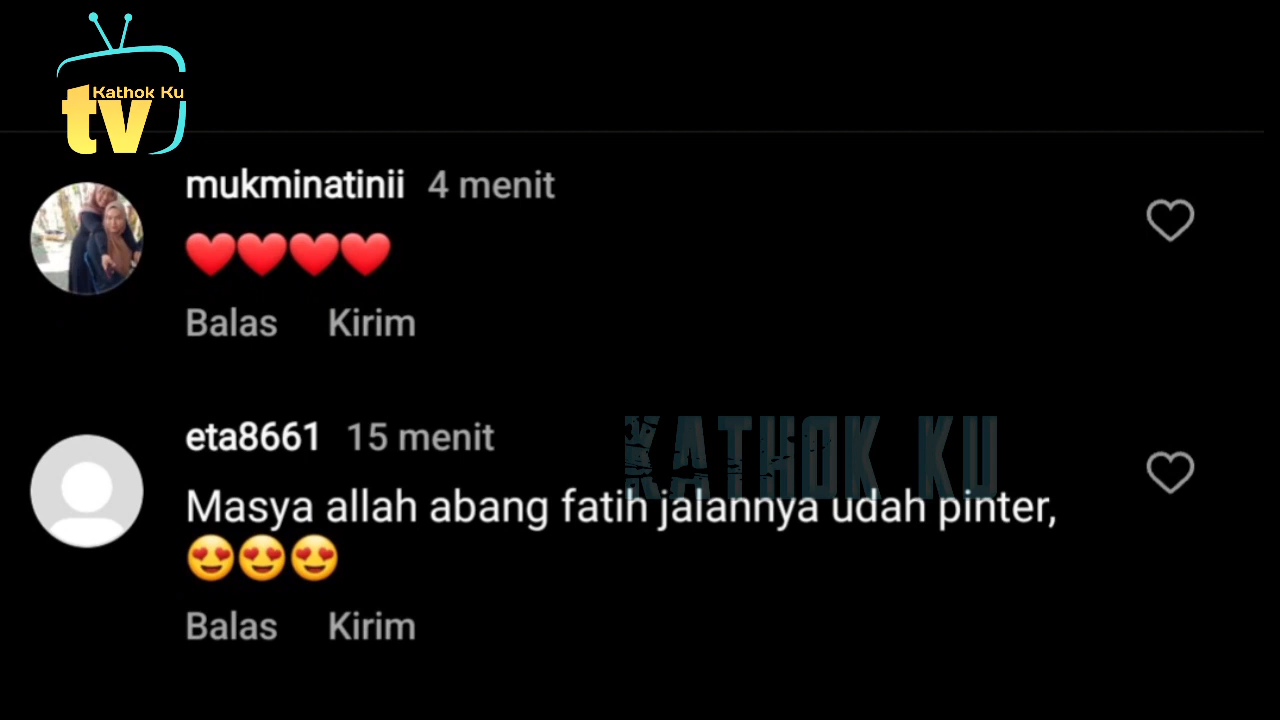 Kathok Ku
tv
mukminatinii 4 menit
❤️❤️❤️❤️
Balas Kirim
eta8661 15 menit
KATHOK KU
Masya allah abang fatih jalannya udah pinter,
😍😍😍
Balas Kirim